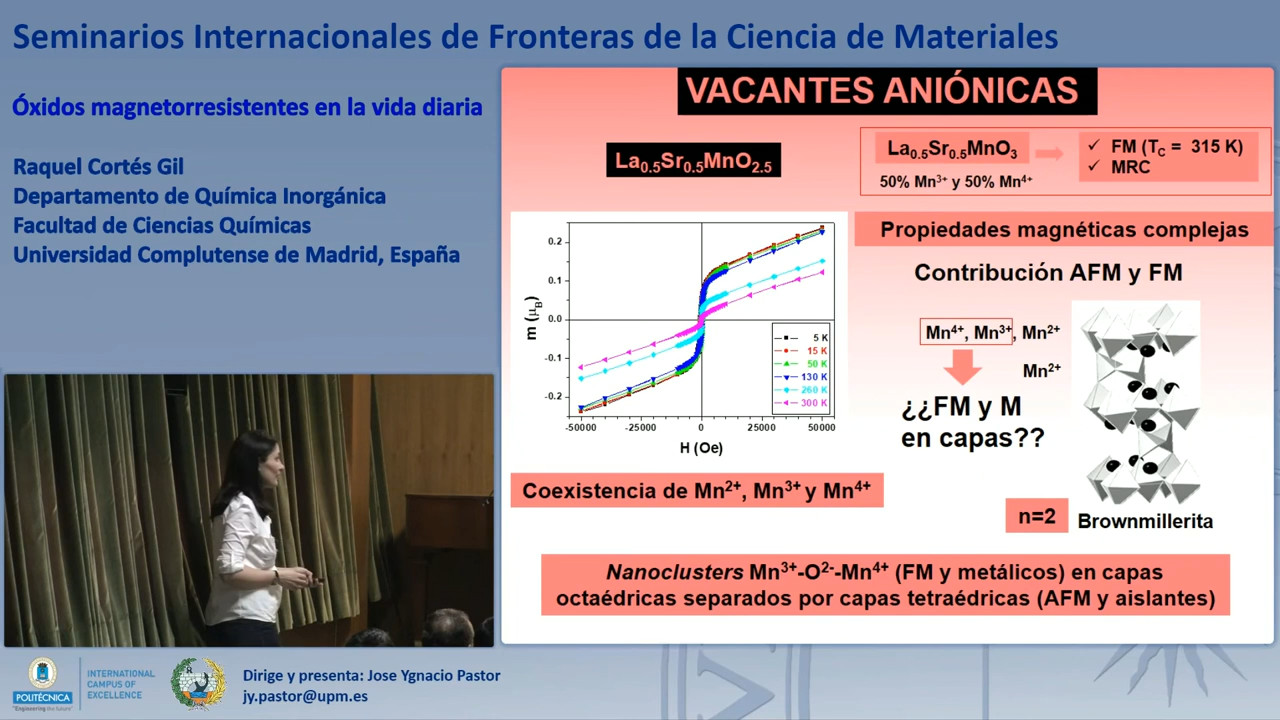 Seminarios Internacionales de Fronteras de la Ciencia de Materiales
Óxidos magnetorresistentes en la vida diaria
Raquel Cortés Gil
Departamento de Química Inorgánica
Facultad de Ciencias Químicas
Universidad Complutense de Madrid, España
VACANTES ANIÓNICAS
La0.5Sr0.5MnO2.5
La0.5Sr0.5MnO3
50% Mn3+ y 50% Mn4+
✓ FM (TC = 315 K)
✓ MRC
m (μB)
0.2
0.1
0.0
-0.1
-0.2
-50000 -25000 0 25000 50000
H (Oe)
5 K
15 K
50 K
130 K
260 K
300 K
Propiedades magnéticas complejas
Contribución AFM y FM
Mn4+, Mn3+, Mn2+
Mn2+
¿¿FM y M
en capas??
Coexistencia de Mn2+, Mn3+ y Mn4+
n=2
Brownmillerita
Nanoclusters Mn3+-O2--Mn4+ (FM y metálicos) en capas
octaédricas separados por capas tetraédricas (AFM y aislantes)
POLITÉCNICA
"Engineering the future"
INTERNATIONAL
CAMPUS OF
EXCELLENCE
Dirige y presenta: Jose Ygnacio Pastor
jy.pastor@upm.es